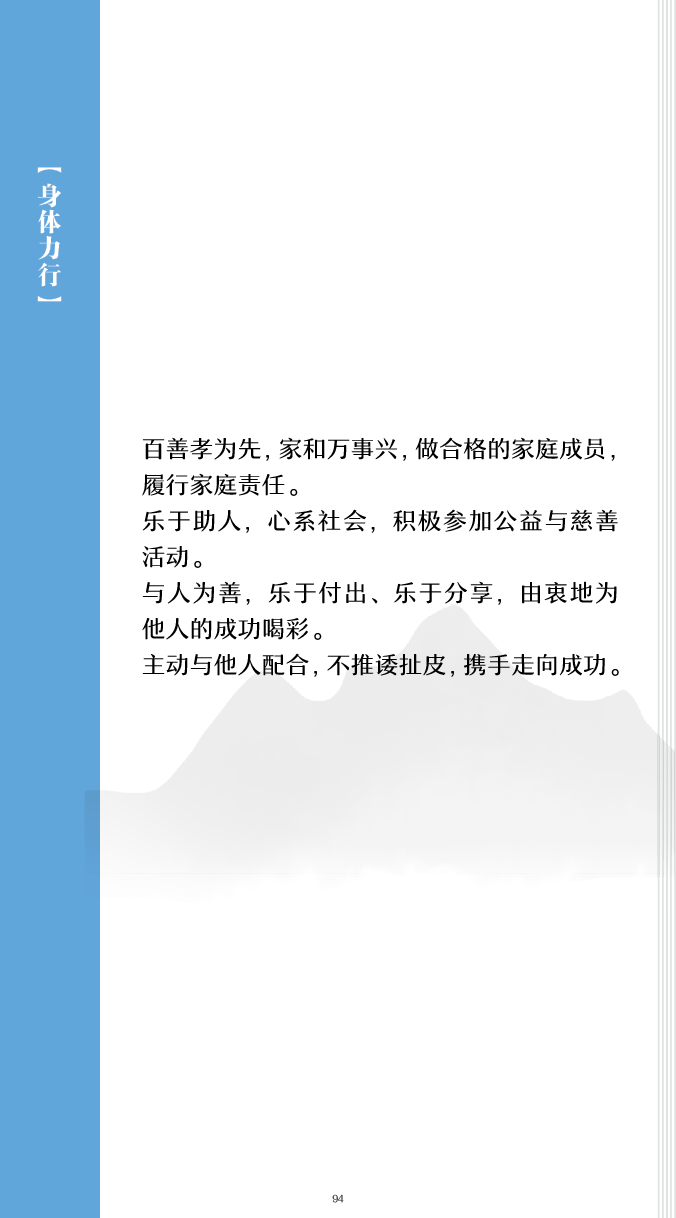 【身体力行】
百善孝为先，家和万事兴，做合格的家庭成员，
履行家庭责任。
乐于助人，心系社会，积极参加公益与慈善
活动。
与人为善，乐于付出、乐于分享，由衷地为
他人的成功喝彩。
主动与他人配合，不推诿扯皮，携手走向成功。
94